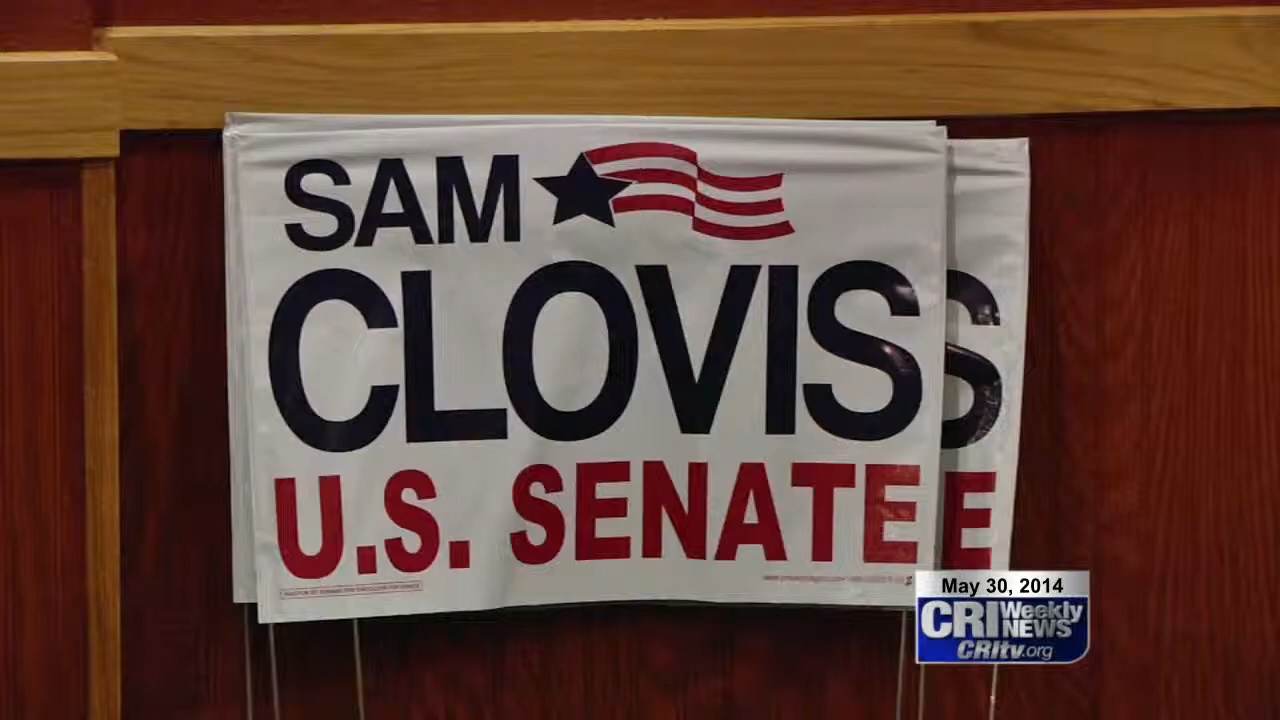 SAM
CLOVIS
U.S. SENATE
S
E
May 30, 2014
CRI Weekly NEWS
CRItv.org